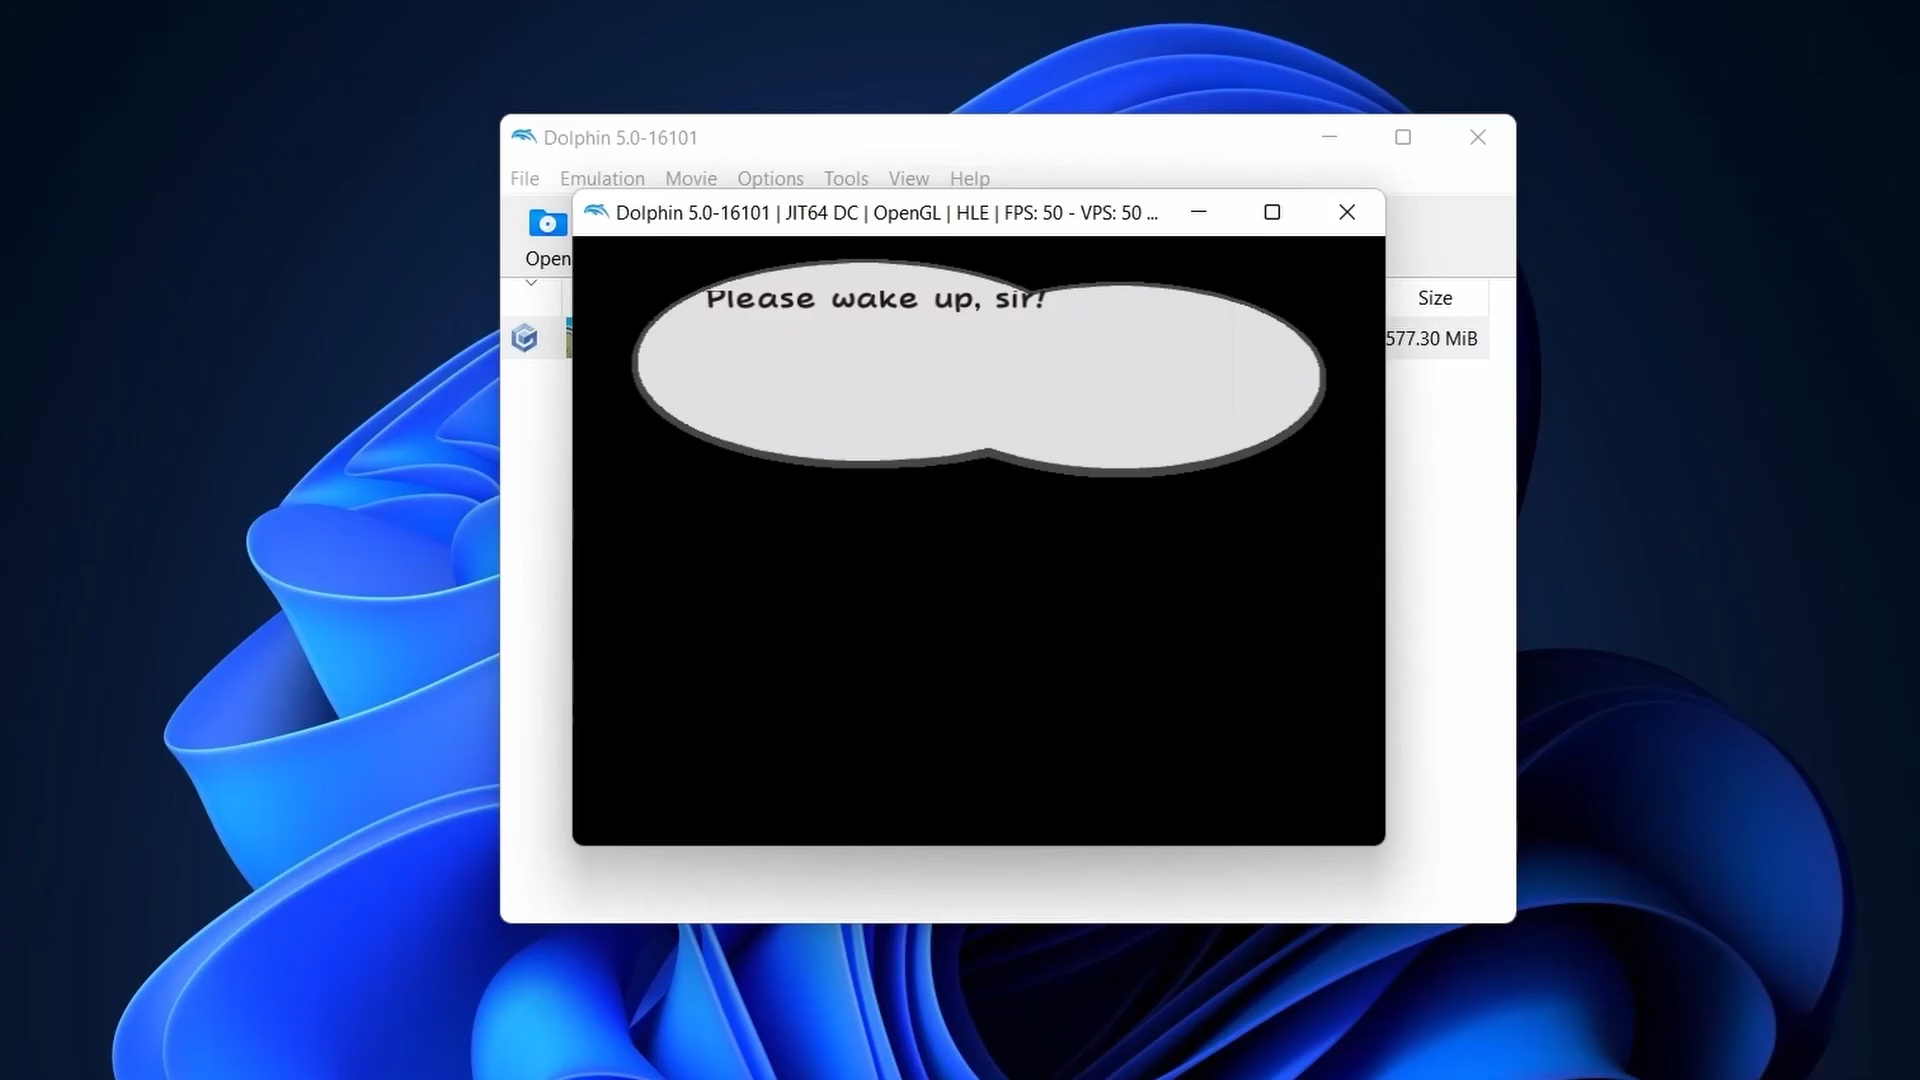 Dolphin 5.0-16101
File Emulation Movie Options Tools View Help
Dolphin 5.0-16101 | JIT64 DC | OpenGL | HLE | FPS: 50 - VPS: 50 ...
Open
Size
577.30 MiB
Please wake up, sir!